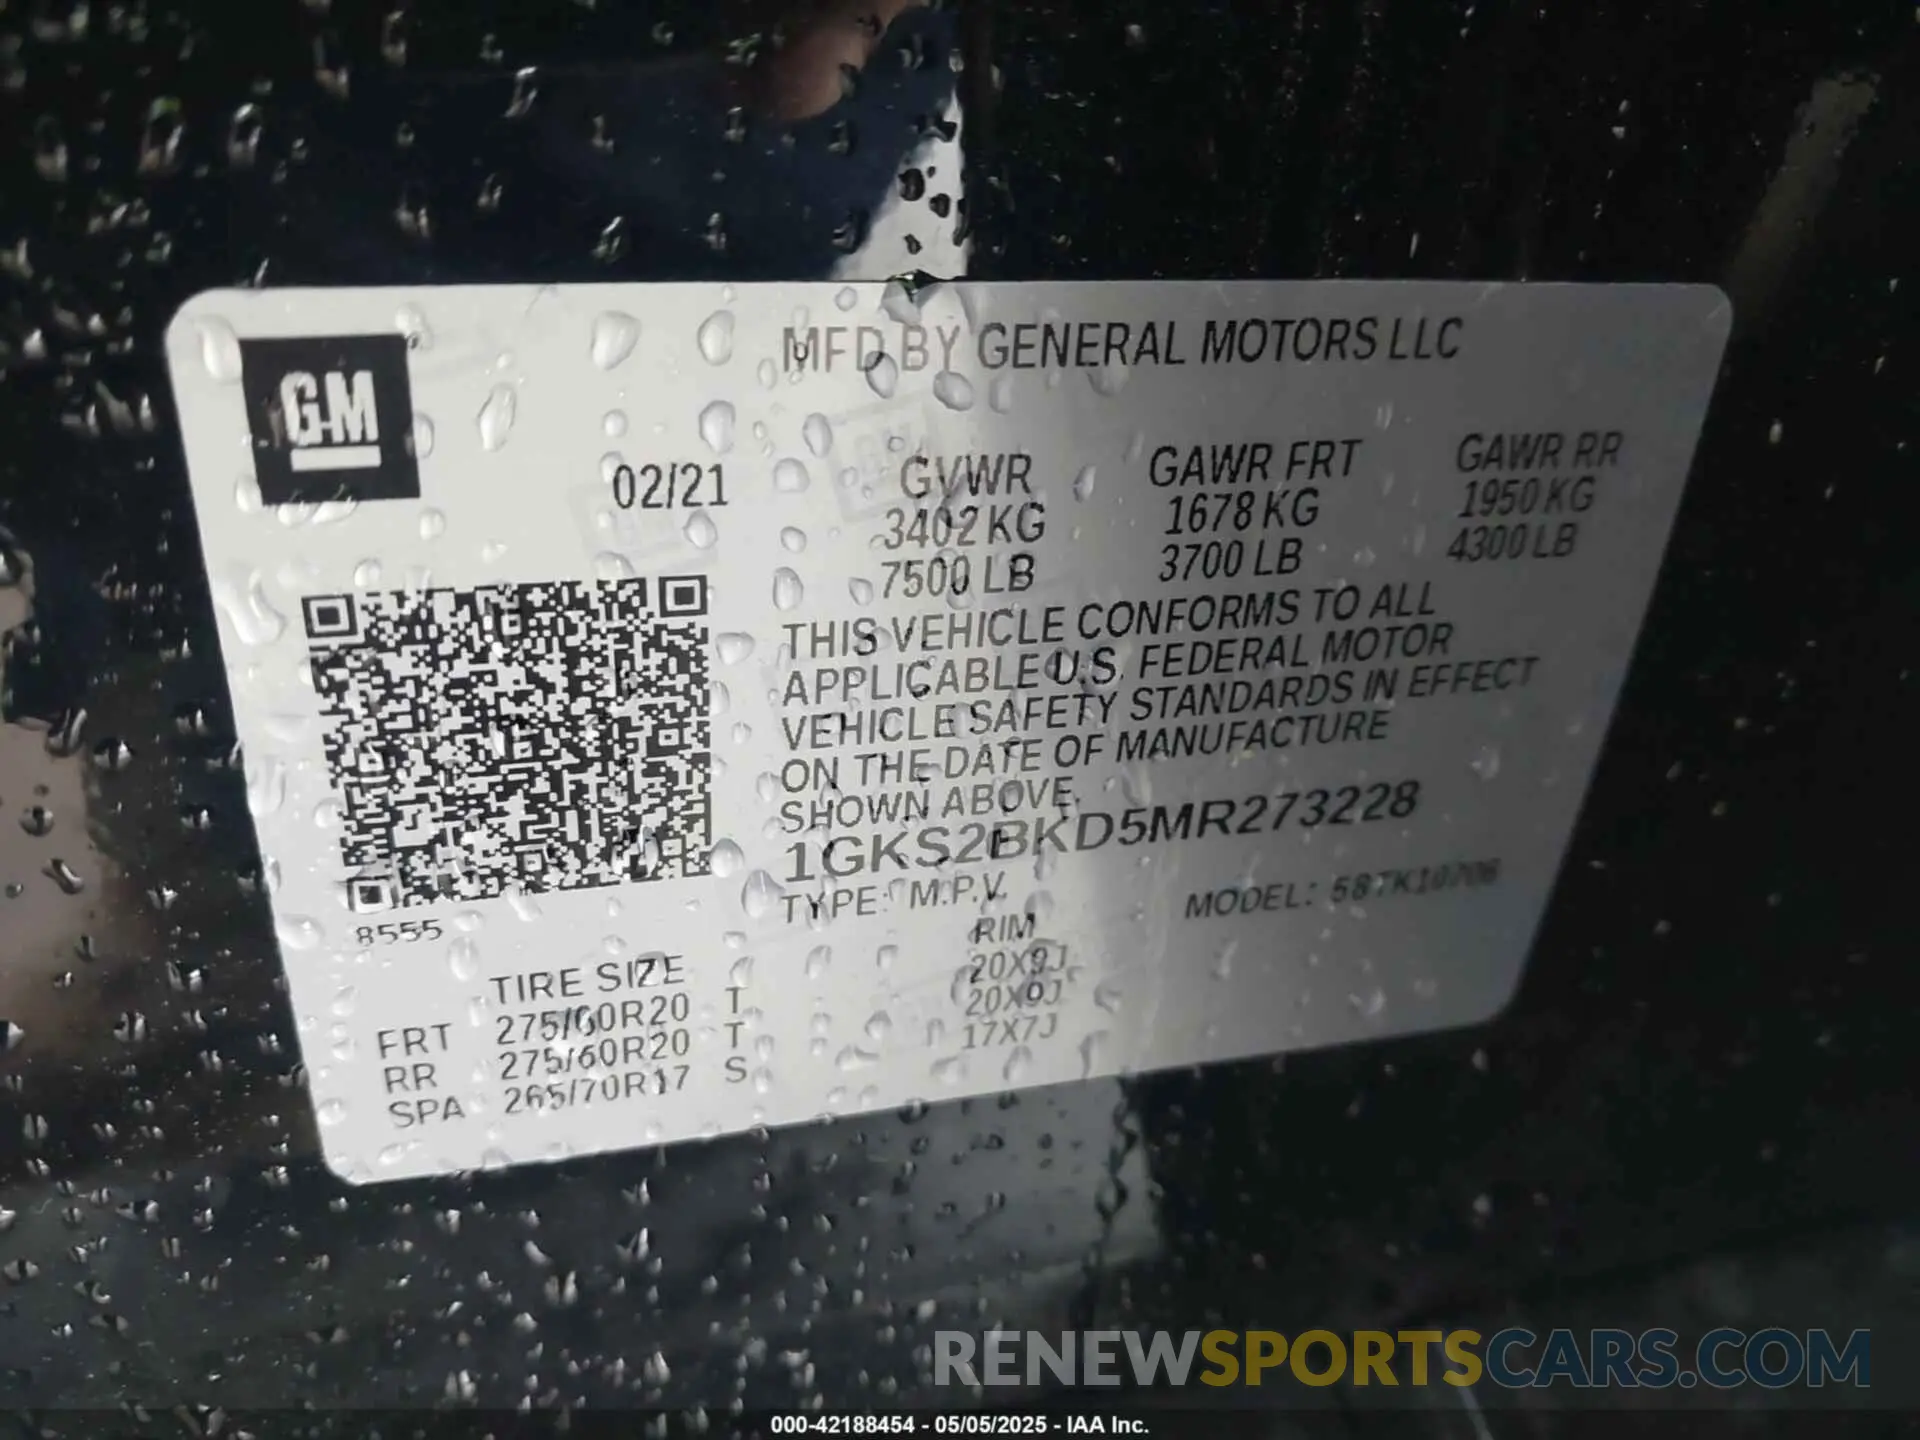 GM
MFD BY GENERAL MOTORS LLC
02/21
GVWR GAWR FRT GAWR RR
3402 KG 1678 KG 1950 KG
7500 LB 3700 LB 4300 LB
THIS VEHICLE CONFORMS TO ALL
APPLICABLE U.S. FEDERAL MOTOR
VEHICLE SAFETY STANDARDS IN EFFECT
ON THE DATE OF MANUFACTURE
SHOWN ABOVE.
1GKS2BKD5MR273228
TYPE: M.P.V. MODEL:
8555
TIRE SIZE RIM
FRT 275/60R20 T 20X9J
RR 275/60R20 T 20X9J
SPA 265/70R17 S 17X7J
RENEWSPORTSCARS.COM
000-42188454 - 05/05/2025 - IAA Inc.